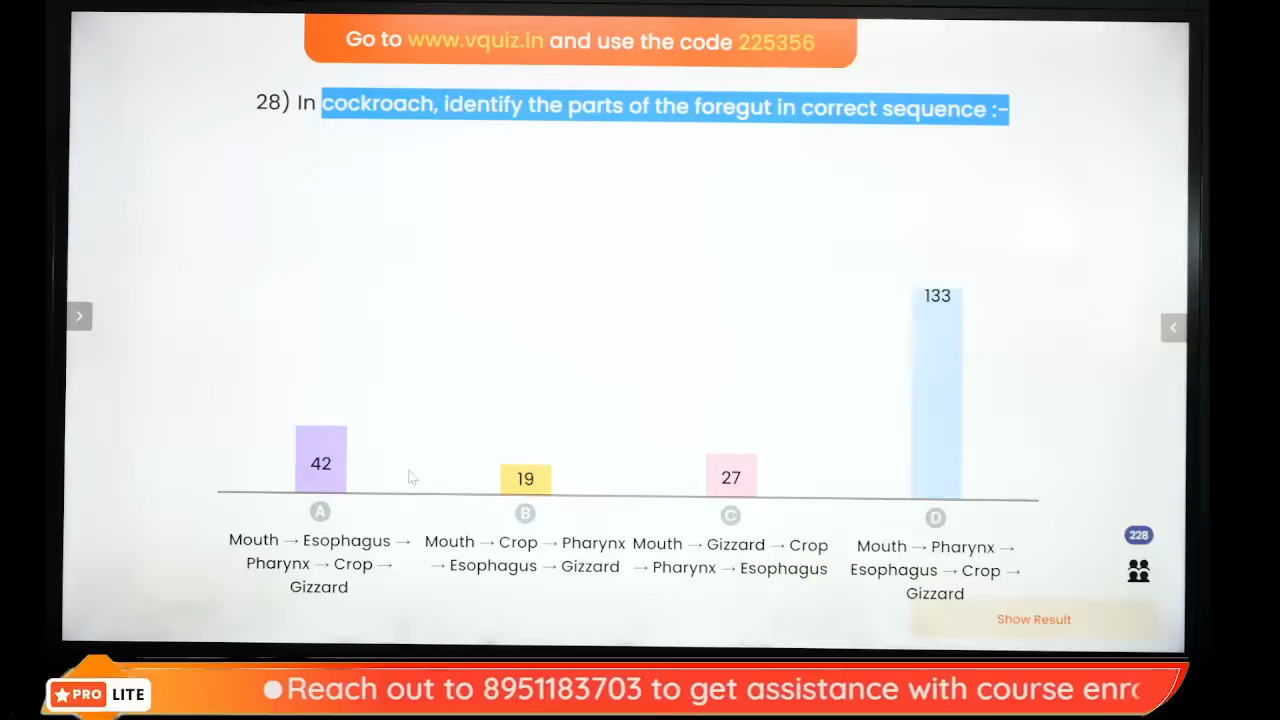 Go to www.vquiz.in and use the code 225356
28) In cockroach, identify the parts of the foregut in correct sequence :-
133
42
19
27
A
B
C
D
Mouth → Esophagus →
Pharynx → Crop →
Gizzard
Mouth → Crop → Pharynx
→ Esophagus → Gizzard
Mouth → Gizzard → Crop
→ Pharynx → Esophagus
Mouth → Pharynx →
Esophagus → Crop →
Gizzard
228
Show Result
PRO LITE
Reach out to 8951183703 to get assistance with course enro